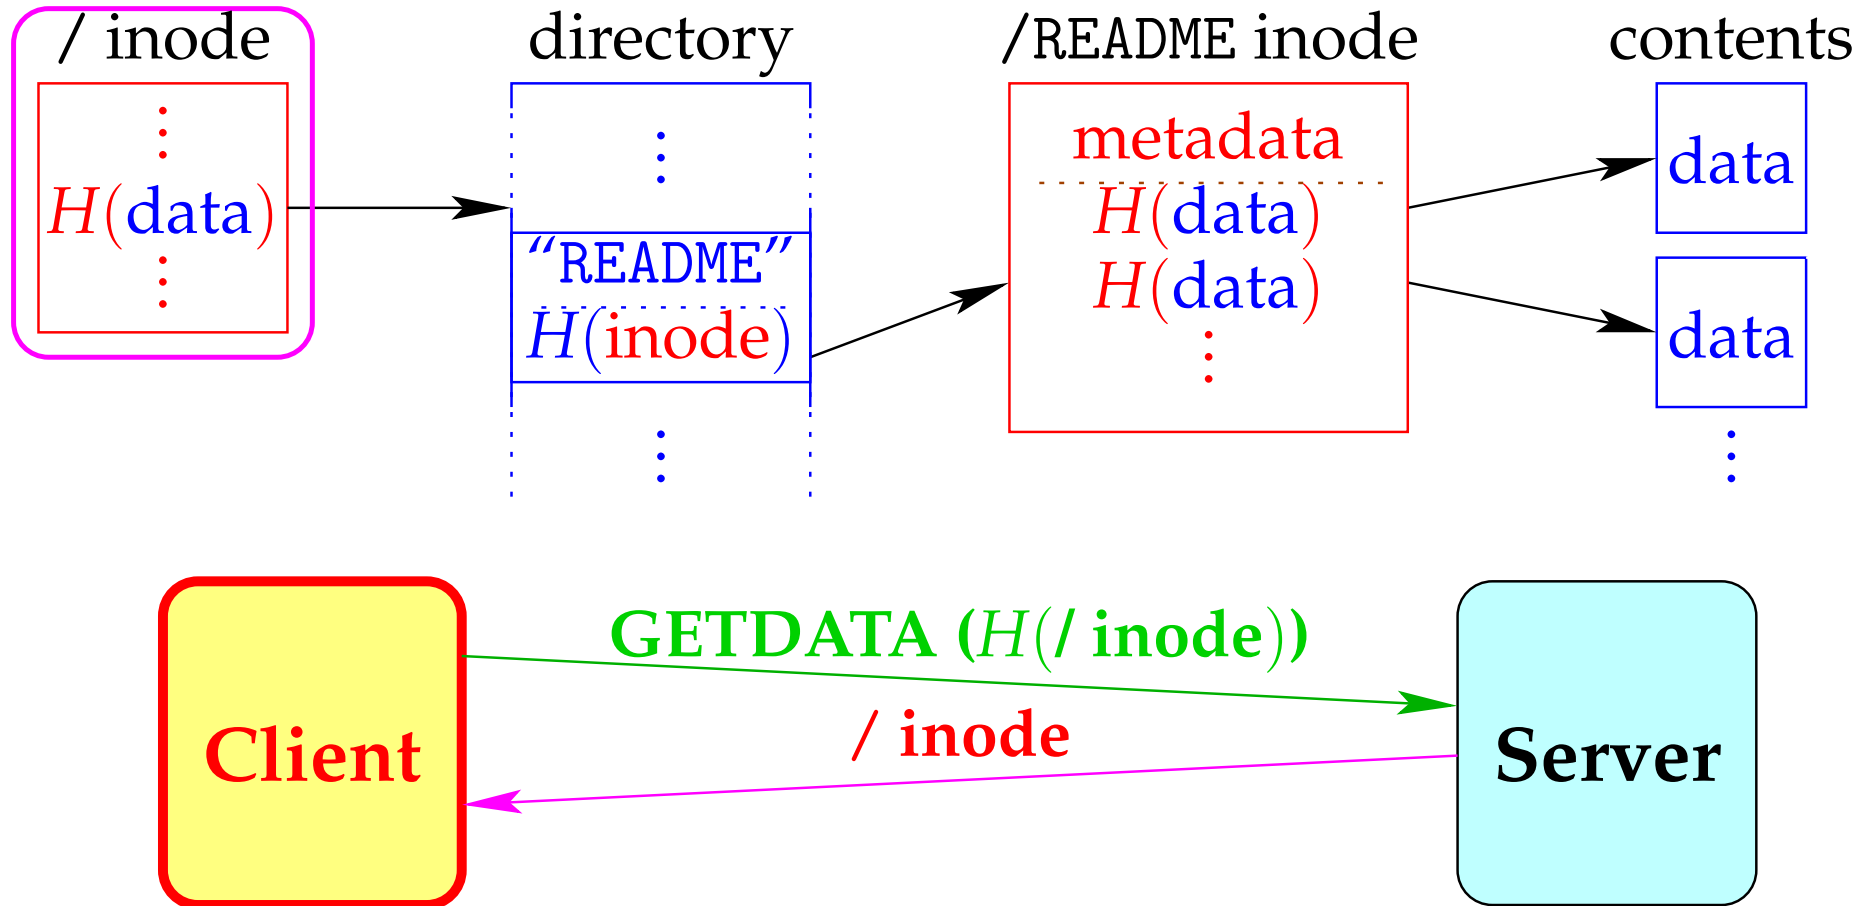 / inode
directory
/README inode
contents
⋮
H(data)
⋮
⋮
“README”
H(inode)
⋮
metadata
H(data)
H(data)
⋮
data
data
⋮
GETDATA (H(/ inode))
/ inode
Client
Server